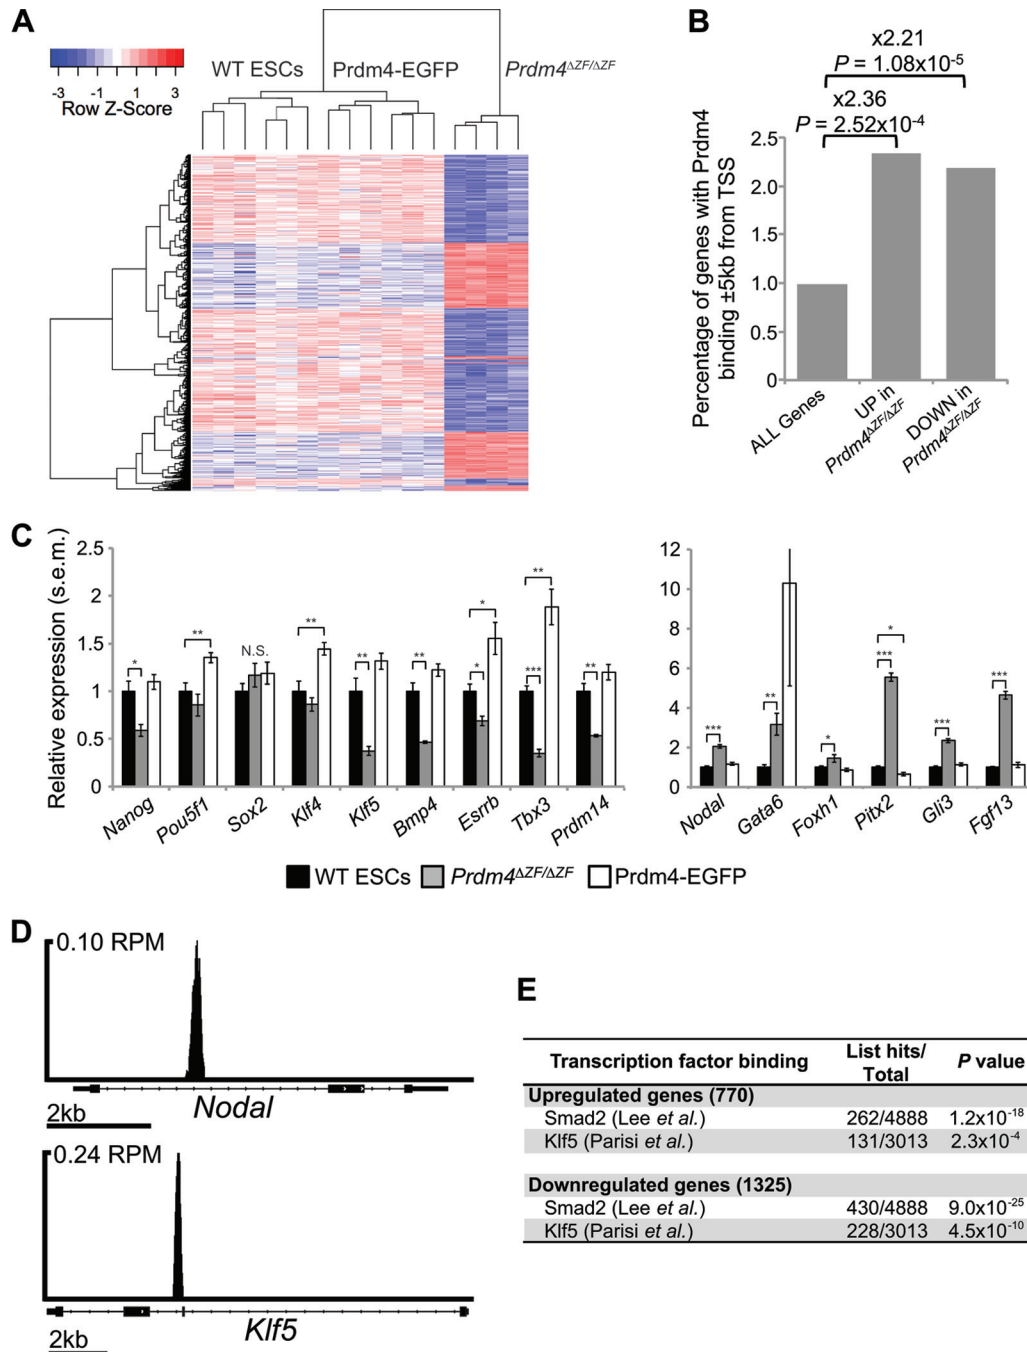 A
-3 -1 1 3
Row Z-Score
WT ESCs
Prdm4-EGFP
Prdm4ΔZF/ΔZF
B
x2.21
P = 1.08x10-5
x2.36
P = 2.52x10-4
Percentage of genes with Prdm4
binding ±5kb from TSS
2.5
2.0
1.5
1.0
0.5
0
ALL Genes
UP in
Prdm4ΔZF/ΔZF
DOWN in
Prdm4ΔZF/ΔZF
C
Relative expression (s.e.m.)
2.5
2
1.5
1
0.5
0
*
**
N.S.
**
**
**
*
*
**
***
**
Nanog
Pou5f1
Sox2
Klf4
Klf5
Bmp4
Esrrb
Tbx3
Prdm14
12
10
8
6
4
2
0
***
**
*
*
***
***
***
Nodal
Gata6
Foxh1
Pitx2
Gli3
Fgf13
WT ESCs
Prdm4ΔZF/ΔZF
Prdm4-EGFP
D
0.10 RPM
Nodal
2kb
0.24 RPM
Klf5
2kb
E
Transcription factor binding List hits/ P value
Total
Upregulated genes (770)
Smad2 (Lee et al.) 262/4888 1.2x10-18
Klf5 (Parisi et al.) 131/3013 2.3x10-4
Downregulated genes (1325)
Smad2 (Lee et al.) 430/4888 9.0x10-25
Klf5 (Parisi et al.) 228/3013 4.5x10-10